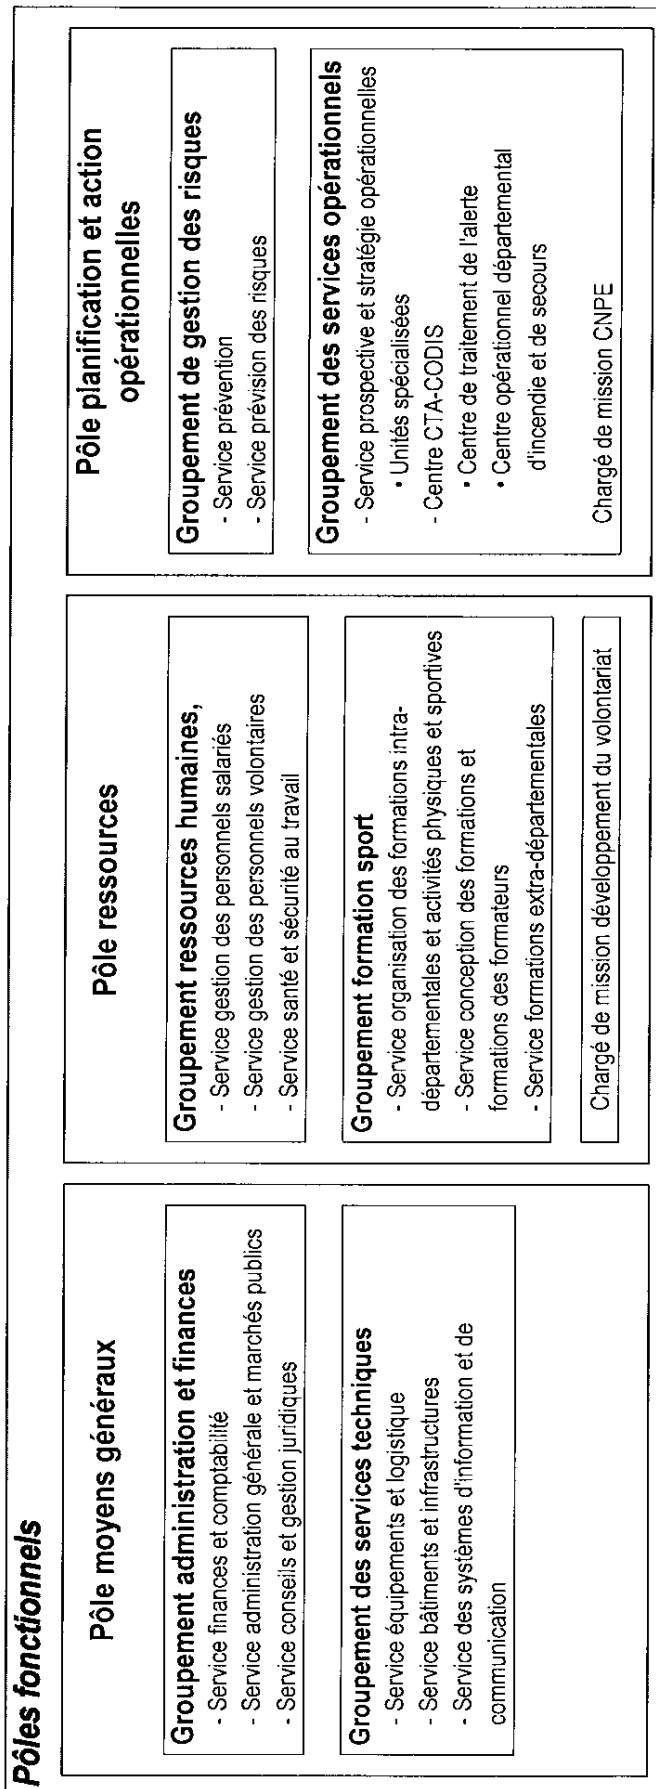 Pôles fonctionnels
Pôle moyens généraux
Groupement administration et finances
- Service finances et comptabilité
- Service administration générale et marchés publics
- Service conseils et gestion juridiques
Groupement des services techniques
- Service équipements et logistique
- Service bâtiments et infrastructures
- Service des systèmes d'information et de
communication
Pôle ressources
Groupement ressources humaines,
- Service gestion des personnels salariés
- Service gestion des personnels volontaires
- Service santé et sécurité au travail
Groupement formation sport
- Service organisation des formations intra-
départementales et activités physiques et sportives
- Service conception des formations et
formations des formateurs
- Service formations extra-départementales
Chargé de mission développement du volontariat
Pôle planification et action
opérationnelles
Groupement de gestion des risques
- Service prévention
- Service prévision des risques
Groupement des services opérationnels
- Service prospective et stratégie opérationnelles
• Unités spécialisées
- Centre CTA-CODIS
• Centre de traitement de l'alerte
• Centre opérationnel départemental
d'incendie et de secours
Chargé de mission CNPE